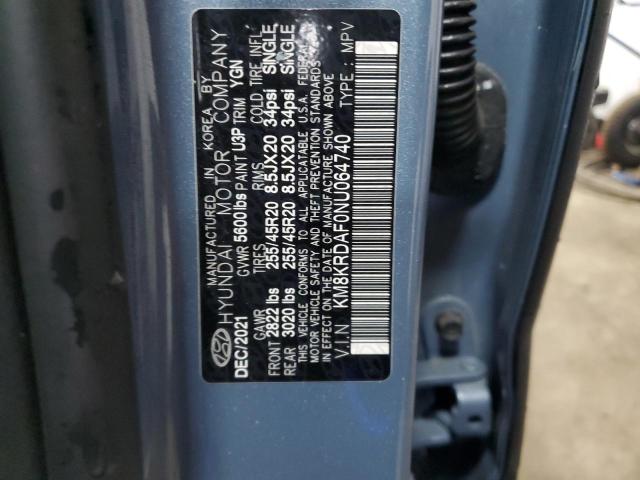 MANUFACTURED IN KOREA BY
HYUNDAI MOTOR COMPANY
DEC/2021 GVWR 5600lbs PAINT U3P TRIM YGN
GAWR TIRES RIMS COLD TIRE INFL
FRONT 2822 lbs 255/45R20 8.5JX20 34psi SINGLE
REAR 3020 lbs 255/45R20 8.5JX20 34psi SINGLE
THIS VEHICLE CONFORMS TO ALL APPLICABLE U.S.A. FEDERAL
MOTOR VEHICLE SAFETY AND THEFT PREVENTION STANDARDS
IN EFFECT ON THE DATE OF MANUFACTURE SHOWN ABOVE
V.I.N : KM8KRDAF0NU064740 TYPE : MPV